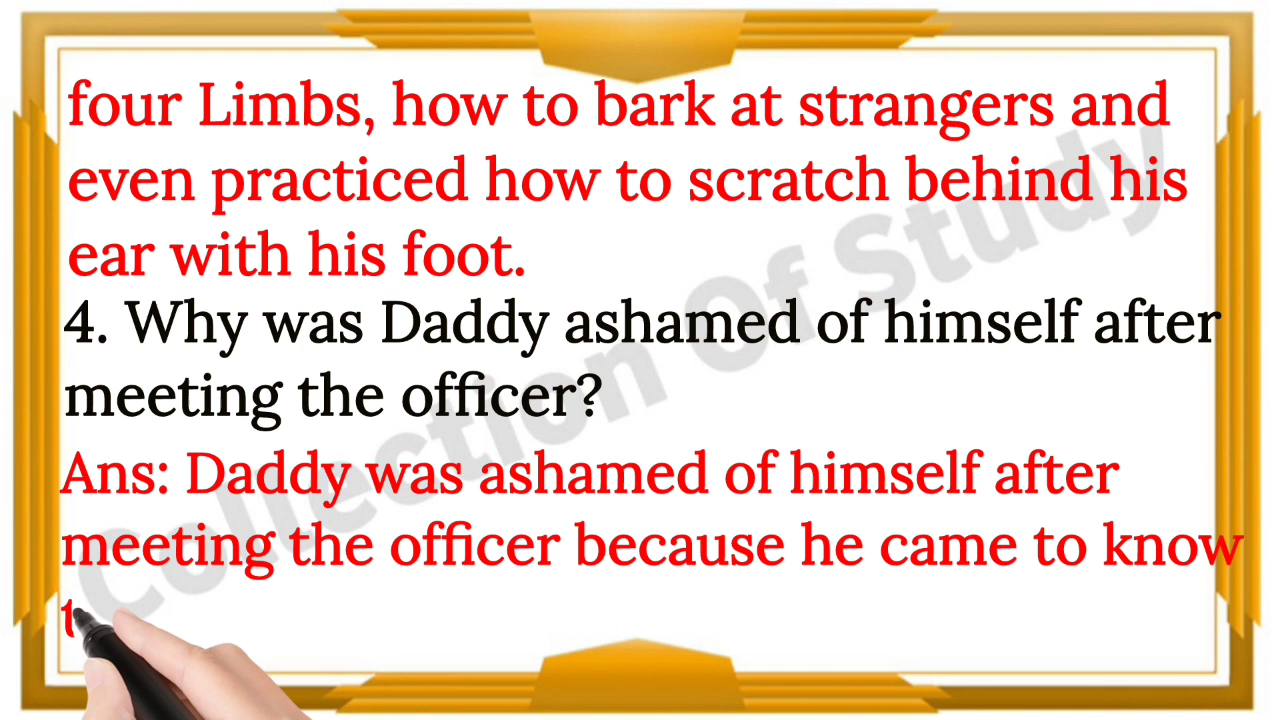 four Limbs, how to bark at strangers and
even practiced how to scratch behind his
ear with his foot.
4. Why was Daddy ashamed of himself after
meeting the officer?
Ans: Daddy was ashamed of himself after
meeting the officer because he came to know
t
Collection Of Study